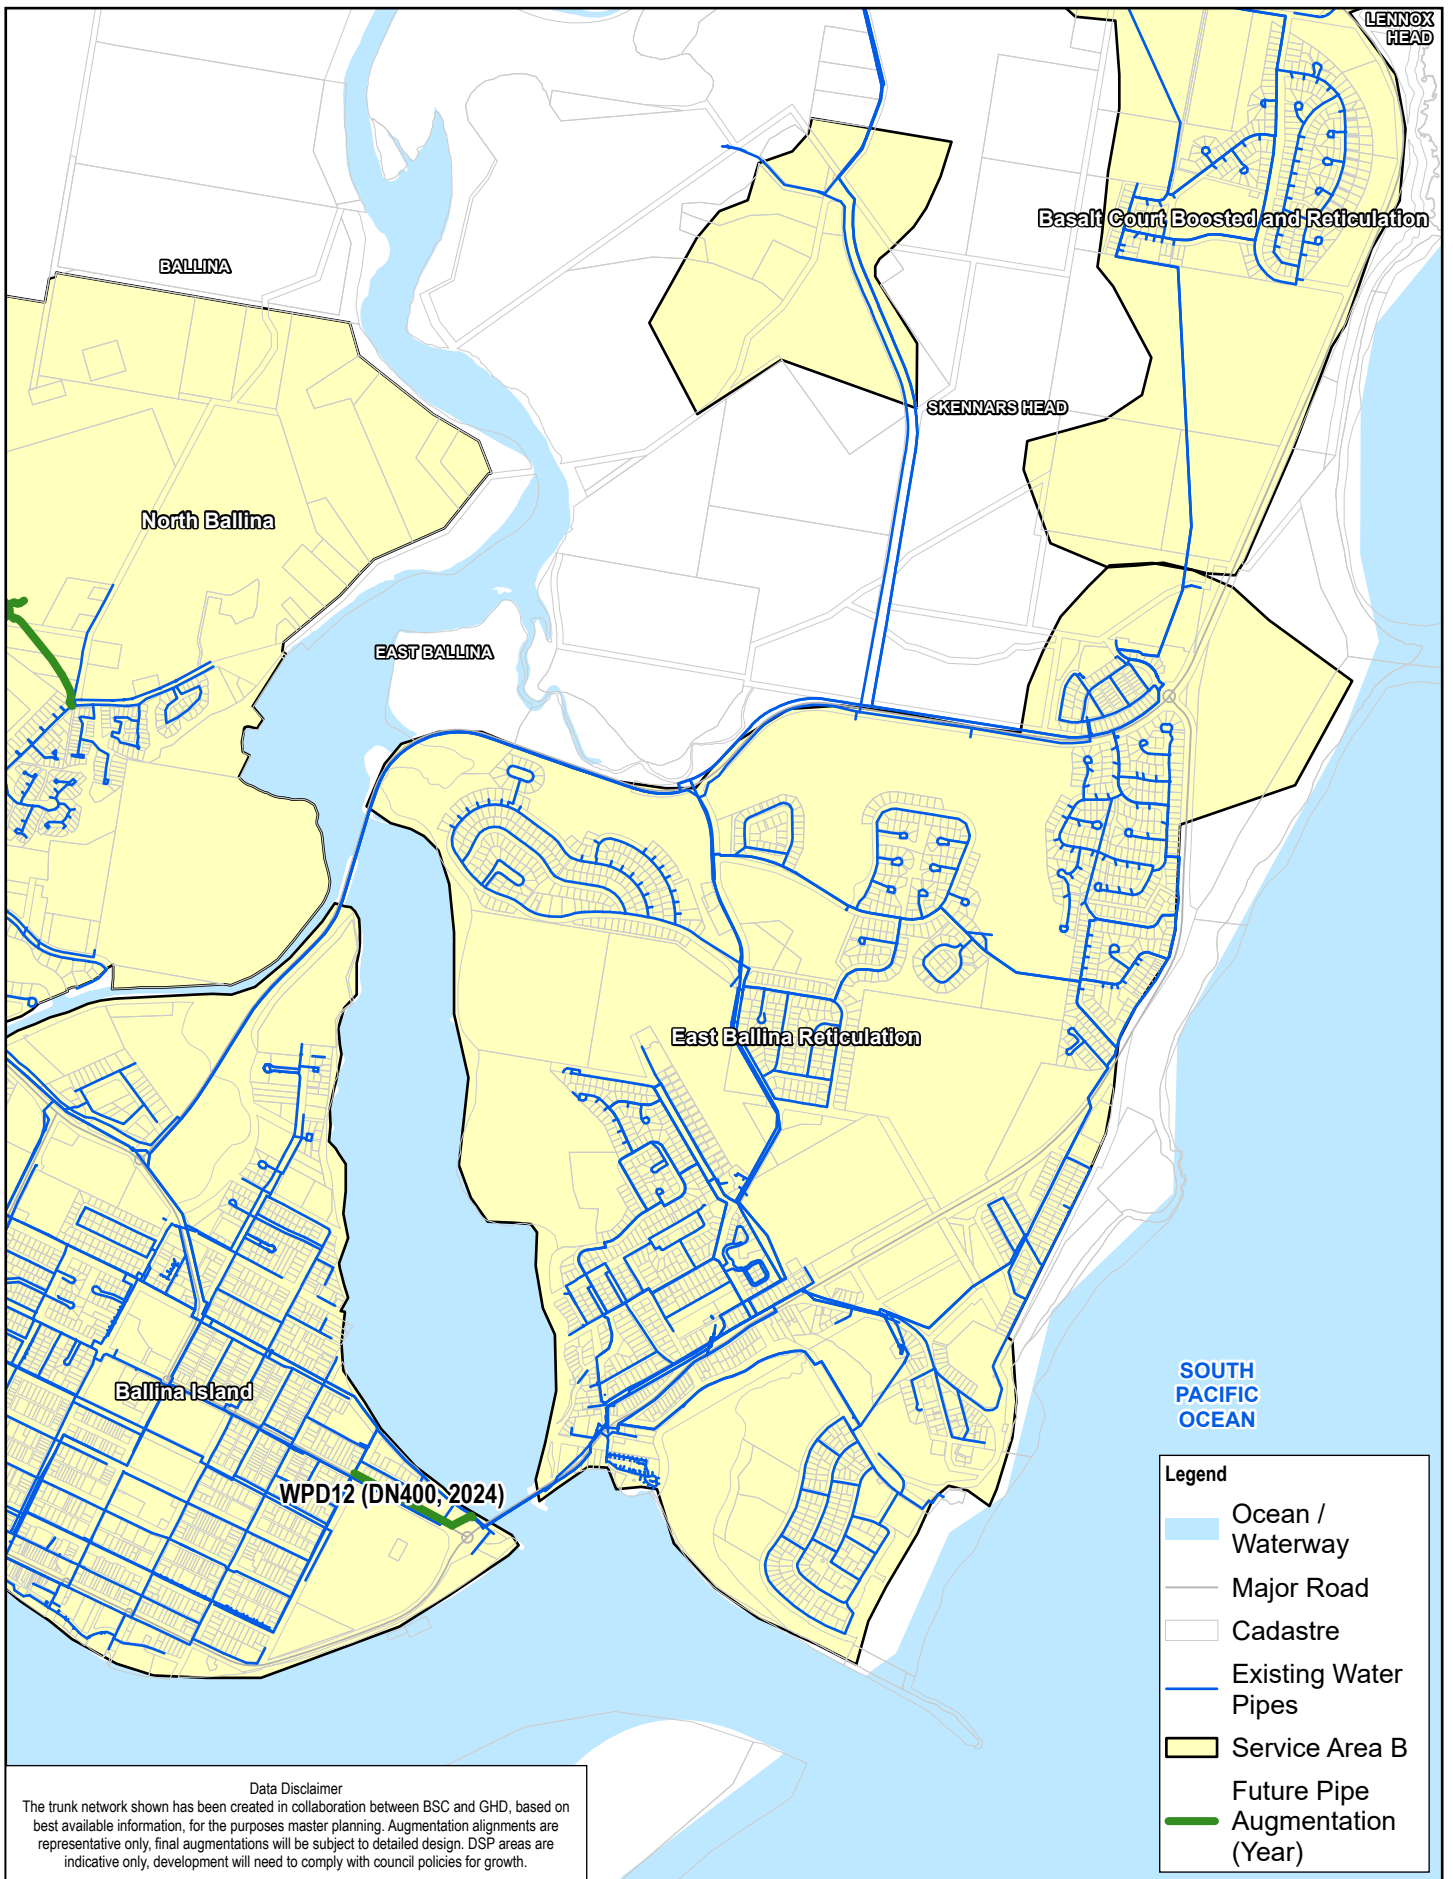 LENNOX
HEAD
Basalt Court Boosted and Reticulation
BALLINA
SKENNARS HEAD
North Ballina
EAST BALLINA
East Ballina Reticulation
Ballina Island
WPD12 (DN400, 2024)
SOUTH
PACIFIC
OCEAN
Legend
Ocean /
Waterway
Major Road
Cadastre
Existing Water
Pipes
Service Area B
Future Pipe
Augmentation
(Year)
Data Disclaimer
The trunk network shown has been created in collaboration between BSC and GHD, based on
best available information, for the purposes master planning. Augmentation alignments are
representative only, final augmentations will be subject to detailed design. DSP areas are
indicative only, development will need to comply with council policies for growth.